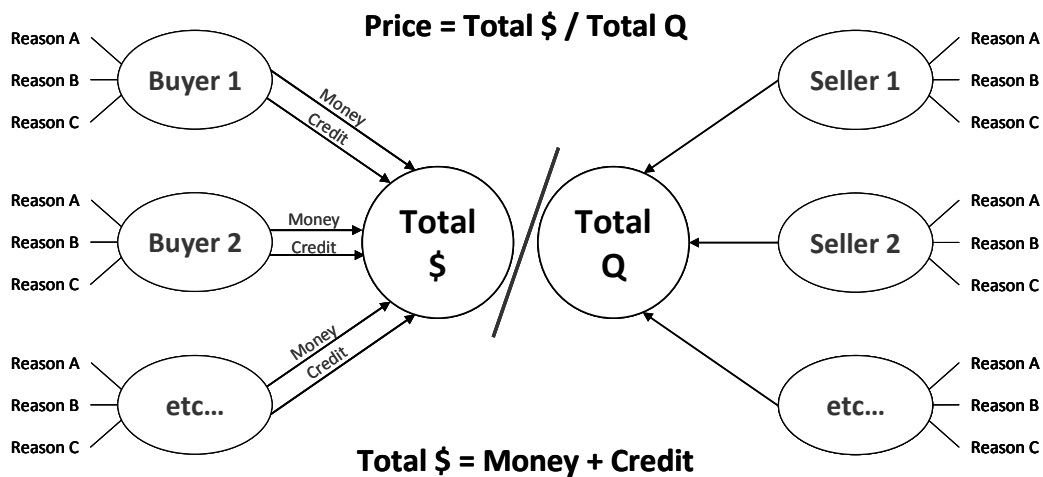 Price = Total $ / Total Q
Reason A
Reason B
Reason C
Buyer 1
Money
Credit
Reason A
Reason B
Reason C
Buyer 2
Money
Credit
Reason A
Reason B
Reason C
etc...
Money
Credit
Total
$
/
Total
Q
Seller 1
Reason A
Reason B
Reason C
Seller 2
Reason A
Reason B
Reason C
etc...
Reason A
Reason B
Reason C
Total $ = Money + Credit